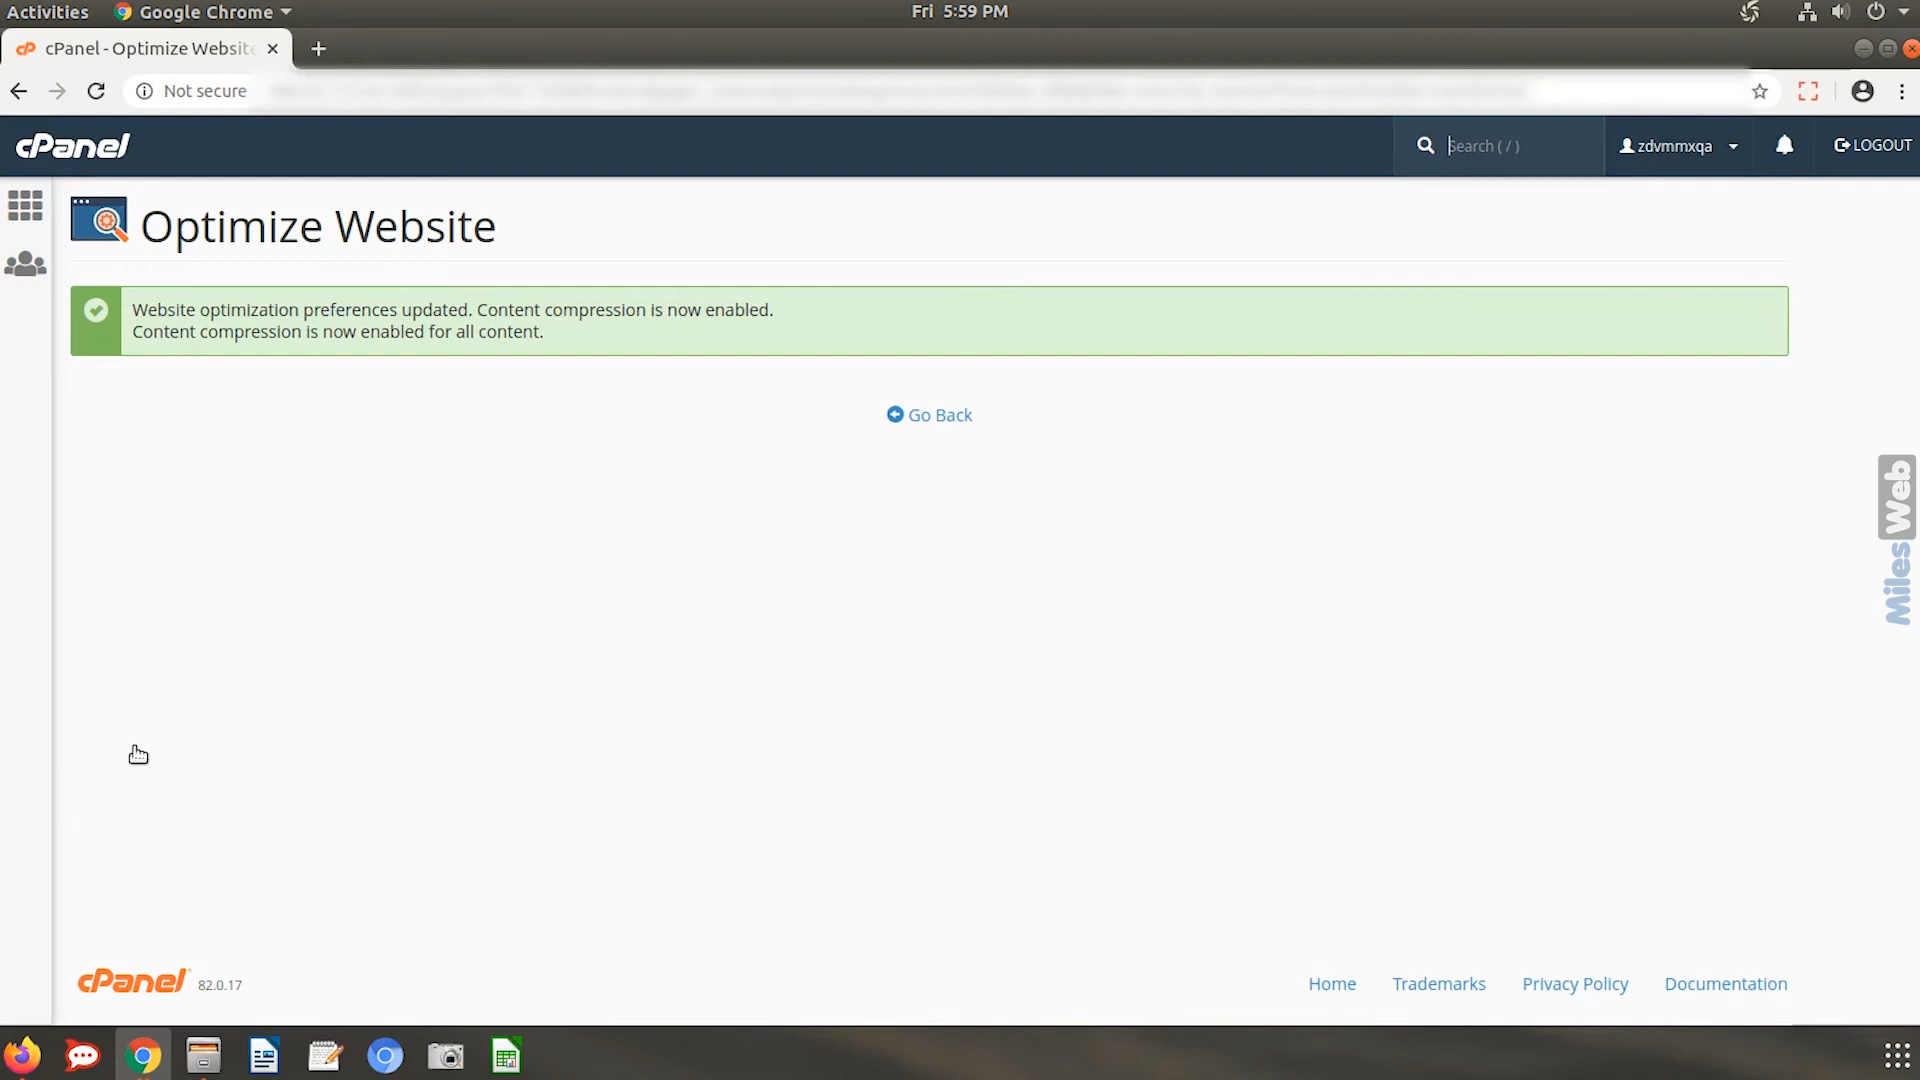 Activities
Google Chrome
Fri 5:59 PM
cPanel - Optimize Website
Not secure
cPanel
Search ( / )
zdvmmxqa
LOGOUT
Optimize Website
Website optimization preferences updated. Content compression is now enabled.
Content compression is now enabled for all content.
Go Back
MilesWeb
cPanel 82.0.17
Home
Trademarks
Privacy Policy
Documentation